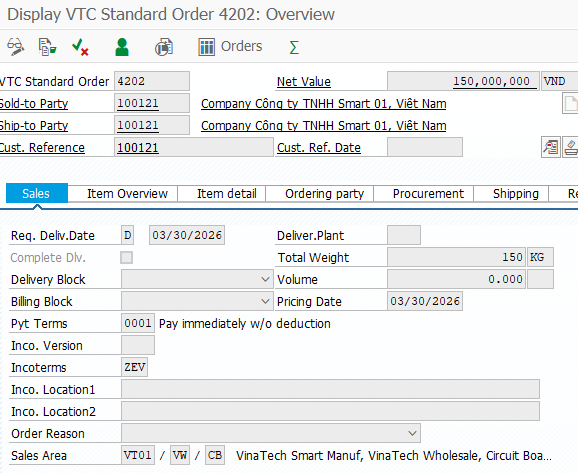 Display VTC Standard Order 4202: Overview
Orders
VTC Standard Order 4202 Net Value 150,000,000 VND
Sold-to Party 100121 Company Công ty TNHH Smart 01, Việt Nam
Ship-to Party 100121 Company Công ty TNHH Smart 01, Việt Nam
Cust. Reference 100121 Cust. Ref. Date
Sales Item Overview Item detail Ordering party Procurement Shipping Re
Req. Deliv.Date D 03/30/2026 Deliver.Plant
Complete Dlv. Total Weight 150 KG
Delivery Block Volume 0.000
Billing Block Pricing Date 03/30/2026
Pyt Terms 0001 Pay immediately w/o deduction
Inco. Version
Incoterms ZEV
Inco. Location1
Inco. Location2
Order Reason
Sales Area VT01 / VW / CB VinaTech Smart Manuf, VinaTech Wholesale, Circuit Boa...